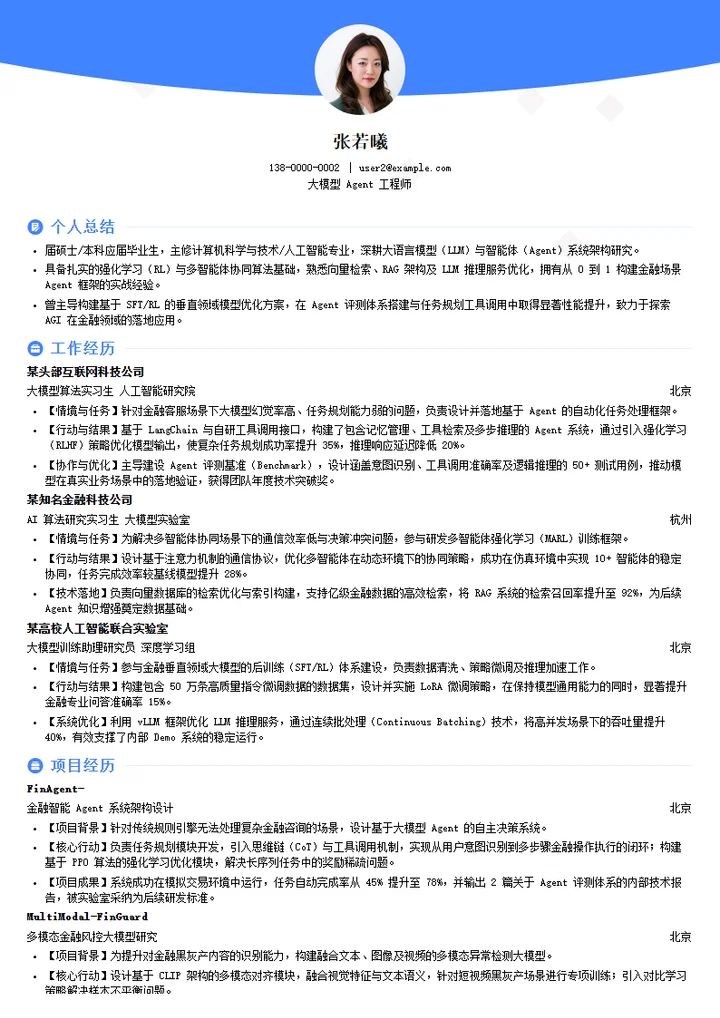 张若曦
138-0000-0002 | user2@example.com
大模型 Agent 工程师
个人总结
• 届硕士/本科应届毕业生，主修计算机科学与技术/人工智能专业，深耕大语言模型（LLM）与智能体（Agent）系统架构研究。
• 具备扎实的强化学习（RL）与多智能体协同算法基础，熟悉向量检索、RAG 架构及 LLM 推理服务优化，拥有从 0 到 1 构建金融场景
Agent 框架的实战经验。
• 曾主导构建基于 SFT/RL 的垂直领域模型优化方案，在 Agent 评测体系搭建与任务规划工具调用中取得显著性能提升，致力于探索
AGI 在金融领域的落地应用。
工作经历
某头部互联网科技公司
大模型算法实习生 人工智能研究院 北京
• 【情境与任务】针对金融客服场景下大模型幻觉率高、任务规划能力弱的问题，负责设计并落地基于 Agent 的自动化任务处理框架。
• 【行动与结果】基于 LangChain 与自研工具调用接口，构建了包含记忆管理、工具检索及多步推理的 Agent 系统，通过引入强化学习
（RLHF）策略优化模型输出，使复杂任务规划成功率提升 35%，推理响应延迟降低 20%。
• 【协作与优化】主导建设 Agent 评测基准（Benchmark），设计涵盖意图识别、工具调用准确率及逻辑推理的 50+ 测试用例，推动模
型在真实业务场景中的落地验证，获得团队年度技术突破奖。
某知名金融科技公司
AI 算法研究实习生 大模型实验室 杭州
• 【情境与任务】为解决多智能体协同场景下的通信效率低与决策冲突问题，参与研发多智能体强化学习（MARL）训练框架。
• 【行动与结果】设计基于注意力机制的通信协议，优化多智能体在动态环境下的协同策略，成功在仿真环境中实现 10+ 智能体的稳定
协同，任务完成效率较基线模型提升 28%。
• 【技术落地】负责向量数据库的检索优化与索引构建，支持亿级金融数据的高效检索，将 RAG 系统的检索召回率提升至 92%，为后续
Agent 知识增强奠定数据基础。
某高校人工智能联合实验室
大模型训练助理研究员 深度学习组 北京
• 【情境与任务】参与金融垂直领域大模型的后训练（SFT/RL）体系建设，负责数据清洗、策略微调及推理加速工作。
• 【行动与结果】构建包含 50 万条高质量指令微调数据的数据集，设计并实施 LoRA 微调策略，在保持模型通用能力的同时，显著提升
金融专业问答准确率 15%。
• 【系统优化】利用 vLLM 框架优化 LLM 推理服务，通过连续批处理（Continuous Batching）技术，将高并发场景下的吞吐量提升
40%，有效支撑了内部 Demo 系统的稳定运行。
项目经历
FinAgent-
金融智能 Agent 系统架构设计 北京
• 【项目背景】针对传统规则引擎无法处理复杂金融咨询的场景，设计基于大模型 Agent 的自主决策系统。
• 【核心行动】负责任务规划模块开发，引入思维链（CoT）与工具调用机制，实现从用户意图识别到多步骤金融操作执行的闭环；构建
基于 PPO 算法的强化学习优化模块，解决长序列任务中的奖励稀疏问题。
• 【项目成果】系统成功在模拟交易环境中运行，任务自动完成率从 45% 提升至 78%，并输出 2 篇关于 Agent 评测体系的内部技术报
告，被实验室采纳为后续研发标准。
MultiModal-FinGuard
多模态金融风控大模型研究 北京
• 【项目背景】为提升对金融黑灰产内容的识别能力，构建融合文本、图像及视频的多模态异常检测大模型。
• 【核心行动】设计基于 CLIP 架构的多模态对齐模块，融合视觉特征与文本语义，针对短视频黑灰产场景进行专项训练；引入对比学习
策略解决样本不平衡问题。